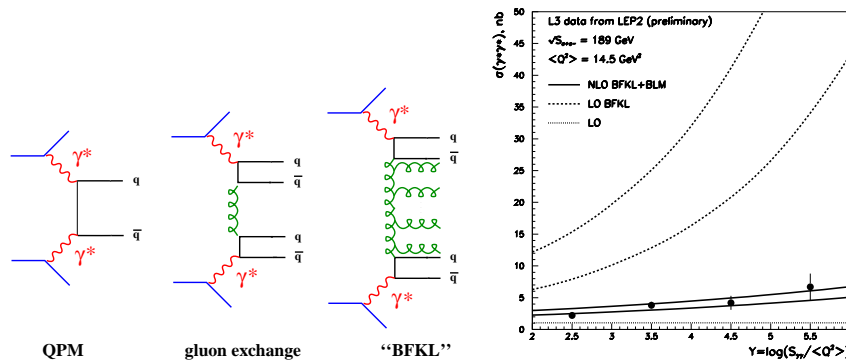 γ*
γ*
q
q̅
QPM
γ*
γ*
q
q̅
q
q̅
gluon exchange
γ*
γ*
q
q̅
q
q̅
“BFKL”
σ(γ*γ*), nb
50
45
40
35
30
25
20
15
10
5
0
L3 data from LEP2 (preliminary)
√S_e+e- = 189 GeV
<Q²> = 14.5 GeV²
NLO BFKL+BLM
LO BFKL
LO
2 2.5 3 3.5 4 4.5 5 5.5
Y=log(S_γγ/<Q²>)